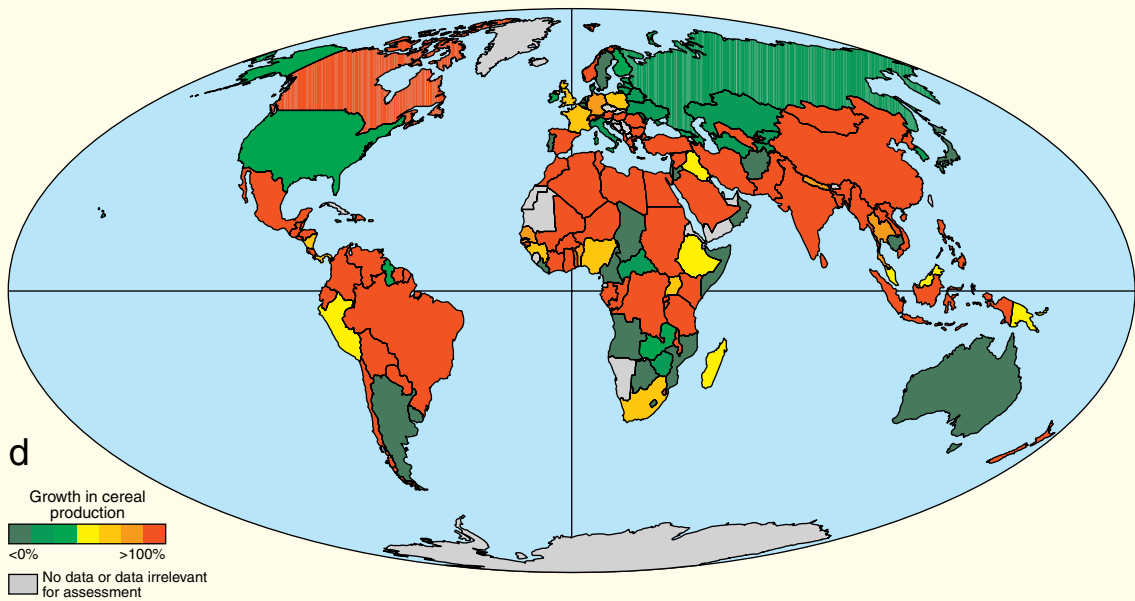 d
Growth in cereal
production
<0%
>100%
No data or data irrelevant
for assessment